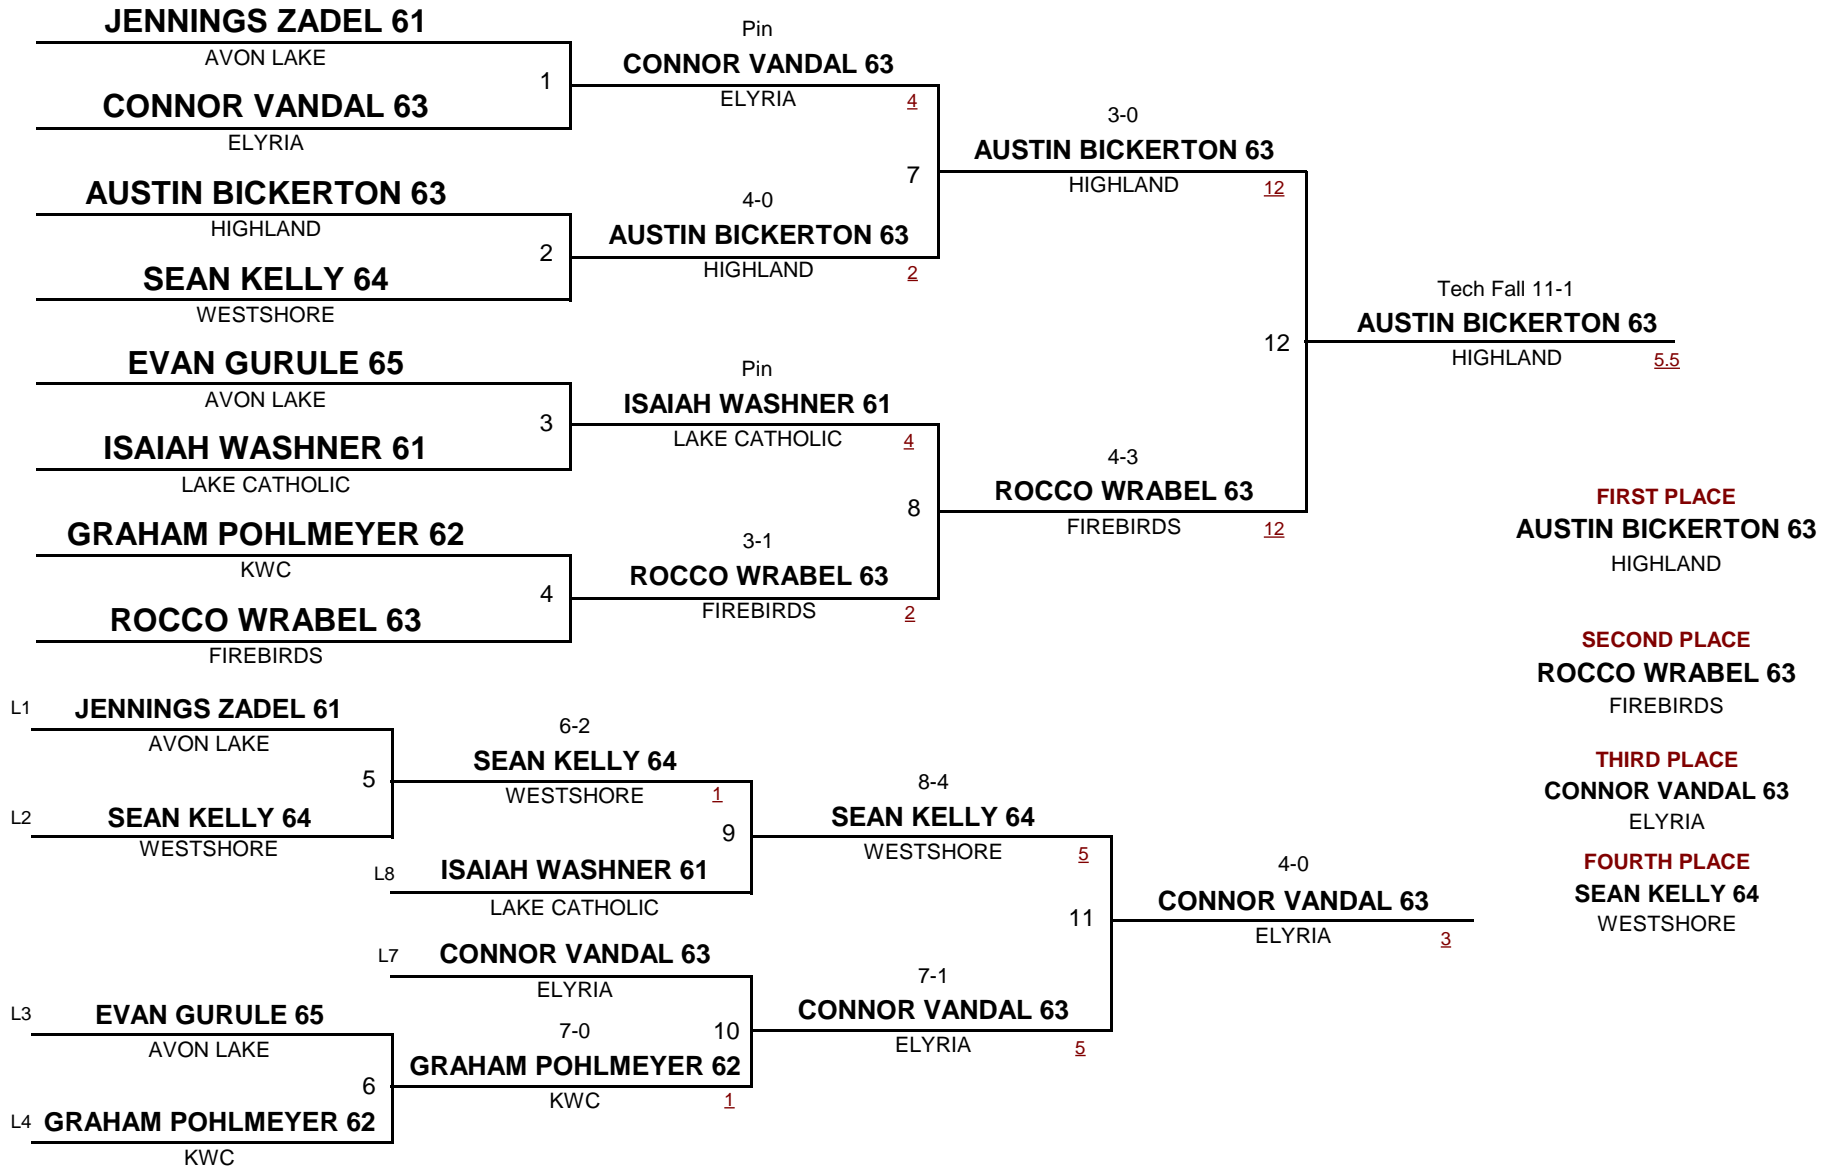 JENNINGS ZADEL 61
AVON LAKE
1
CONNOR VANDAL 63
ELYRIA
AUSTIN BICKERTON 63
HIGHLAND
2
SEAN KELLY 64
WESTSHORE
EVAN GURULE 65
AVON LAKE
3
ISAIAH WASHNER 61
LAKE CATHOLIC
GRAHAM POHLMEYER 62
KWC
4
ROCCO WRABEL 63
FIREBIRDS
Pin
CONNOR VANDAL 63
ELYRIA 4
7
4-0
AUSTIN BICKERTON 63
HIGHLAND 2
Pin
ISAIAH WASHNER 61
LAKE CATHOLIC 4
8
3-1
ROCCO WRABEL 63
FIREBIRDS 2
3-0
AUSTIN BICKERTON 63
HIGHLAND 12
12
4-3
ROCCO WRABEL 63
FIREBIRDS 12
Tech Fall 11-1
AUSTIN BICKERTON 63
HIGHLAND 5.5
FIRST PLACE
AUSTIN BICKERTON 63
HIGHLAND
SECOND PLACE
ROCCO WRABEL 63
FIREBIRDS
THIRD PLACE
CONNOR VANDAL 63
ELYRIA
FOURTH PLACE
SEAN KELLY 64
WESTSHORE
L1 JENNINGS ZADEL 61
AVON LAKE
5
L2 SEAN KELLY 64
WESTSHORE
6-2
SEAN KELLY 64
WESTSHORE 1
9
L8 ISAIAH WASHNER 61
LAKE CATHOLIC
L7 CONNOR VANDAL 63
ELYRIA
L3 EVAN GURULE 65
AVON LAKE
6
L4 GRAHAM POHLMEYER 62
KWC
7-0 10
GRAHAM POHLMEYER 62
KWC 1
8-4
SEAN KELLY 64
WESTSHORE 5
11
7-1
CONNOR VANDAL 63
ELYRIA 5
4-0
CONNOR VANDAL 63
ELYRIA 3